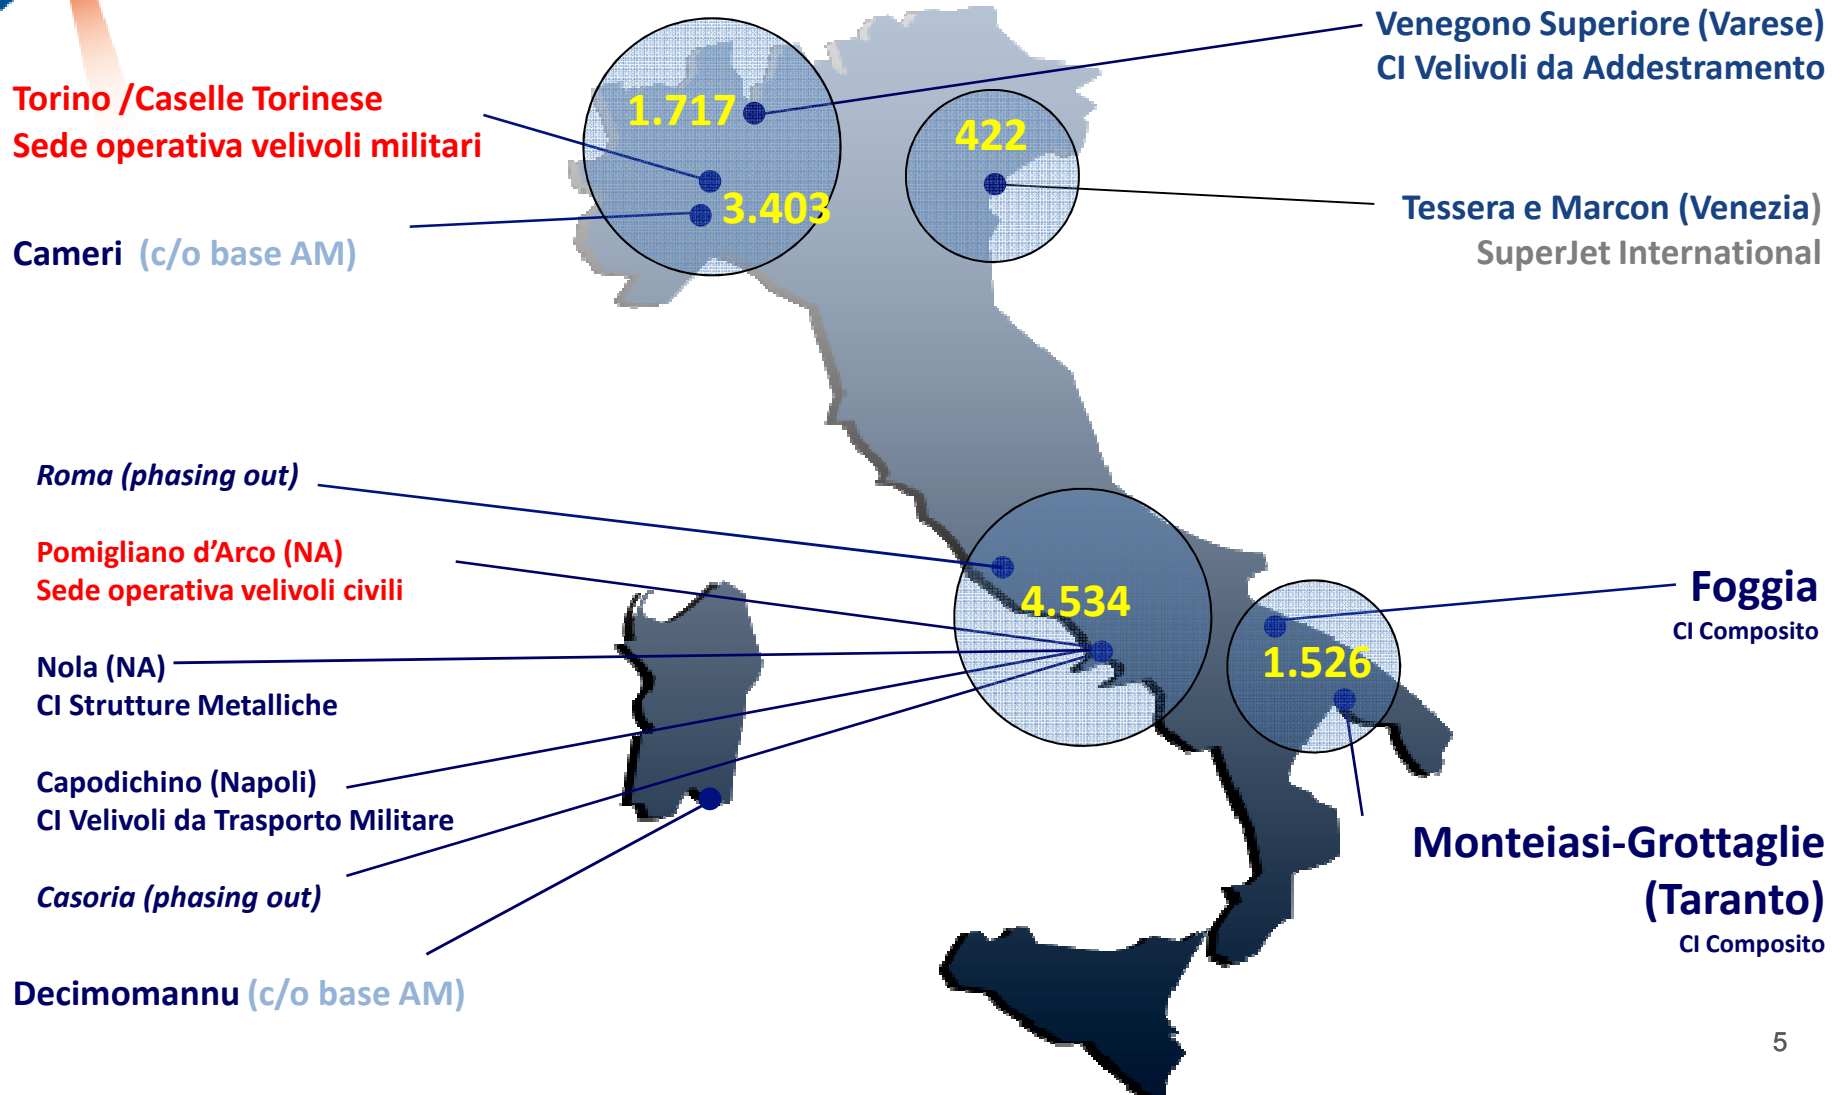 Venegono Superiore (Varese)
CI Velivoli da Addestramento
Torino /Caselle Torinese
Sede operativa velivoli militari
1.717
422
3.403
Tessera e Marcon (Venezia)
SuperJet International
Cameri (c/o base AM)
Roma (phasing out)
Pomigliano d’Arco (NA)
Sede operativa velivoli civili
4.534
Foggia
CI Composito
1.526
Nola (NA)
CI Strutture Metalliche
Capodichino (Napoli)
CI Velivoli da Trasporto Militare
Monteiasi-Grottaglie
(Taranto)
CI Composito
Casoria (phasing out)
Decimomannu (c/o base AM)
5